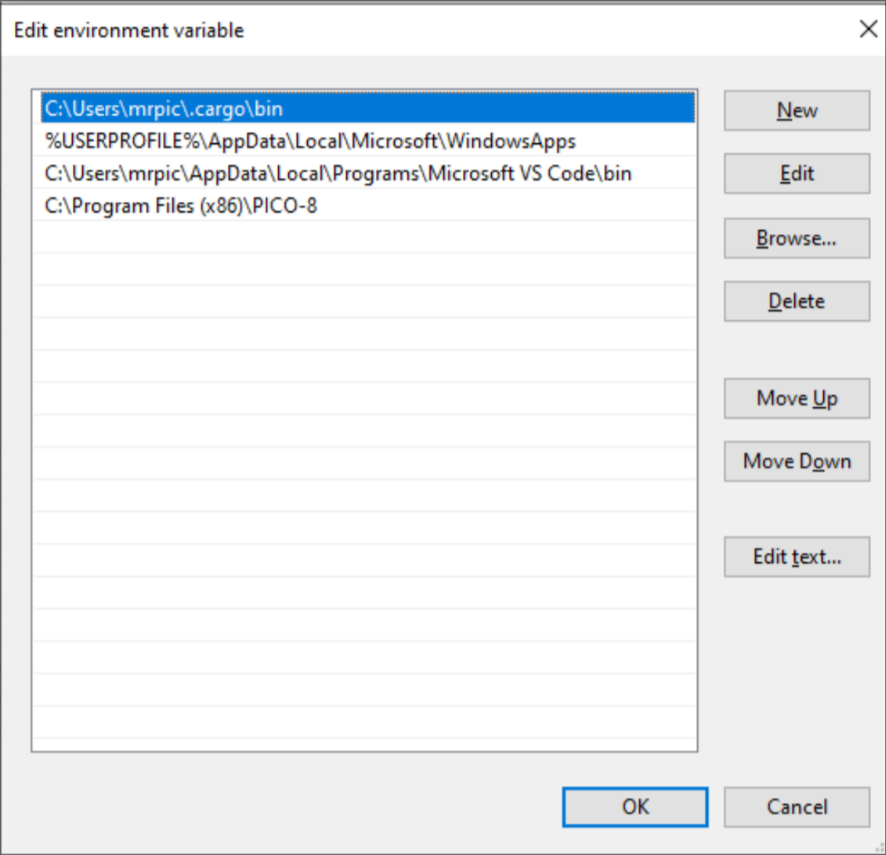 Edit environment variable
C:\Users\mrpic\.cargo\bin
%USERPROFILE%\AppData\Local\Microsoft\WindowsApps
C:\Users\mrpic\AppData\Local\Programs\Microsoft VS Code\bin
C:\Program Files (x86)\PICO-8
New
Edit
Browse...
Delete
Move Up
Move Down
Edit text...
OK
Cancel